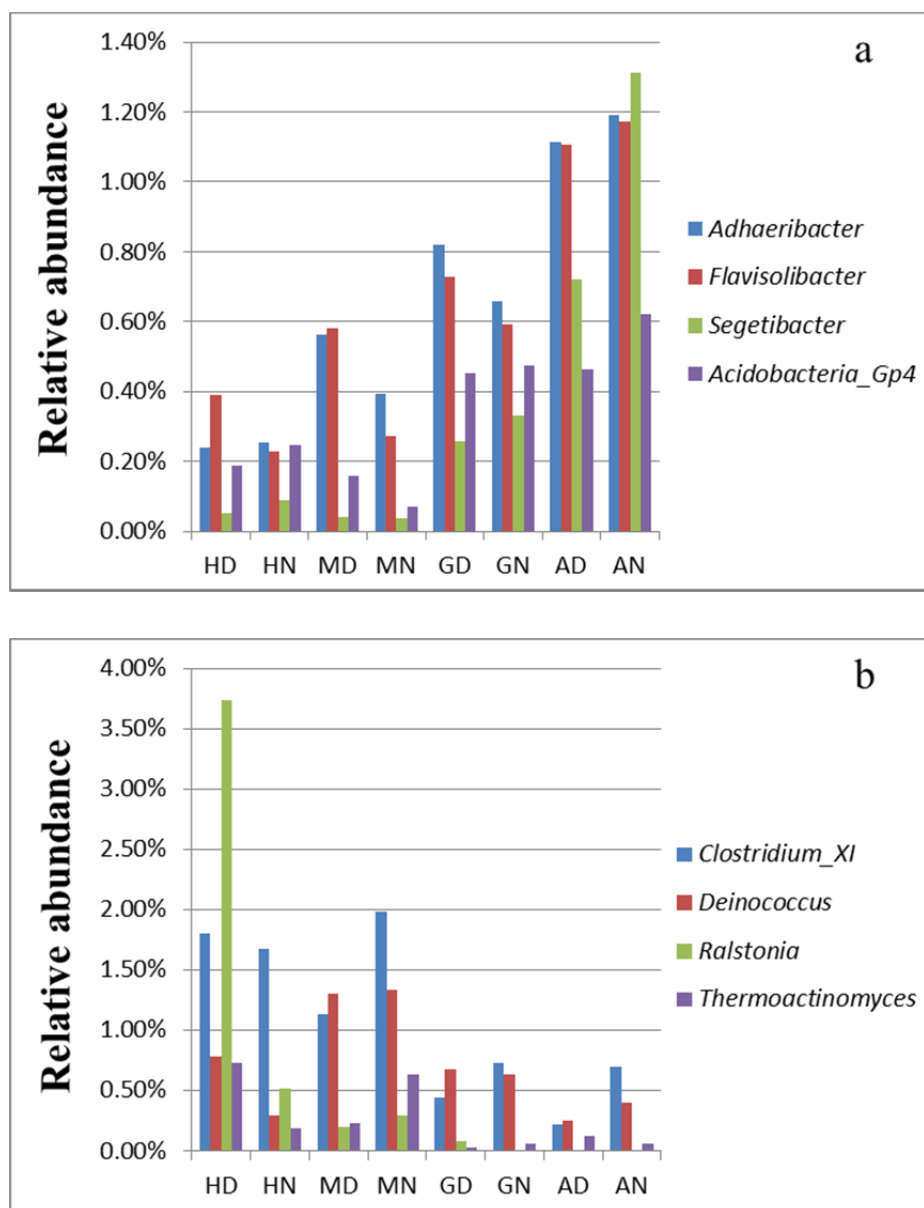 a
Relative abundance
1.40%
1.20%
1.00%
0.80%
0.60%
0.40%
0.20%
0.00%
HD HN MD MN GD GN AD AN
Adhaeribacter
Flavisolibacter
Segetibacter
Acidobacteria_Gp4
b
Relative abundance
4.00%
3.50%
3.00%
2.50%
2.00%
1.50%
1.00%
0.50%
0.00%
HD HN MD MN GD GN AD AN
Clostridium_XI
Deinococcus
Ralstonia
Thermoactinomyces